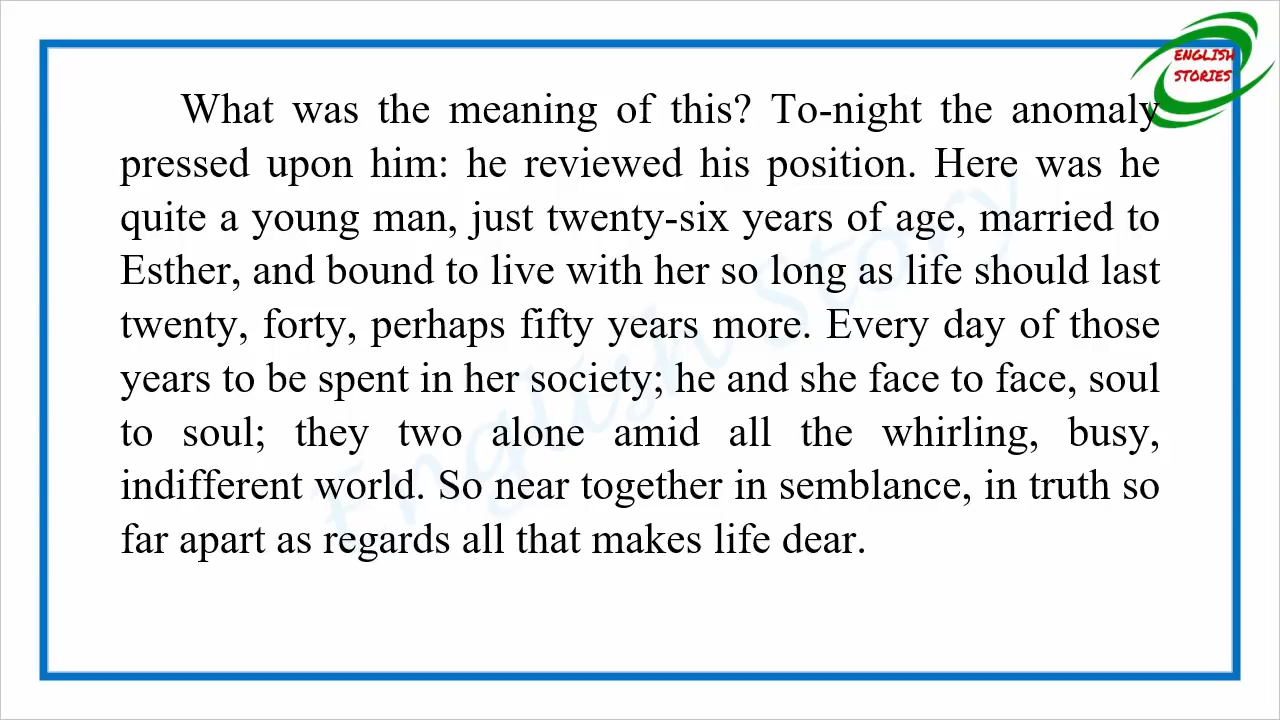 ENGLISH
STORIES
What was the meaning of this? To-night the anomaly
pressed upon him: he reviewed his position. Here was he
quite a young man, just twenty-six years of age, married to
Esther, and bound to live with her so long as life should last
twenty, forty, perhaps fifty years more. Every day of those
years to be spent in her society; he and she face to face, soul
to soul; they two alone amid all the whirling, busy,
indifferent world. So near together in semblance, in truth so
far apart as regards all that makes life dear.
English Story